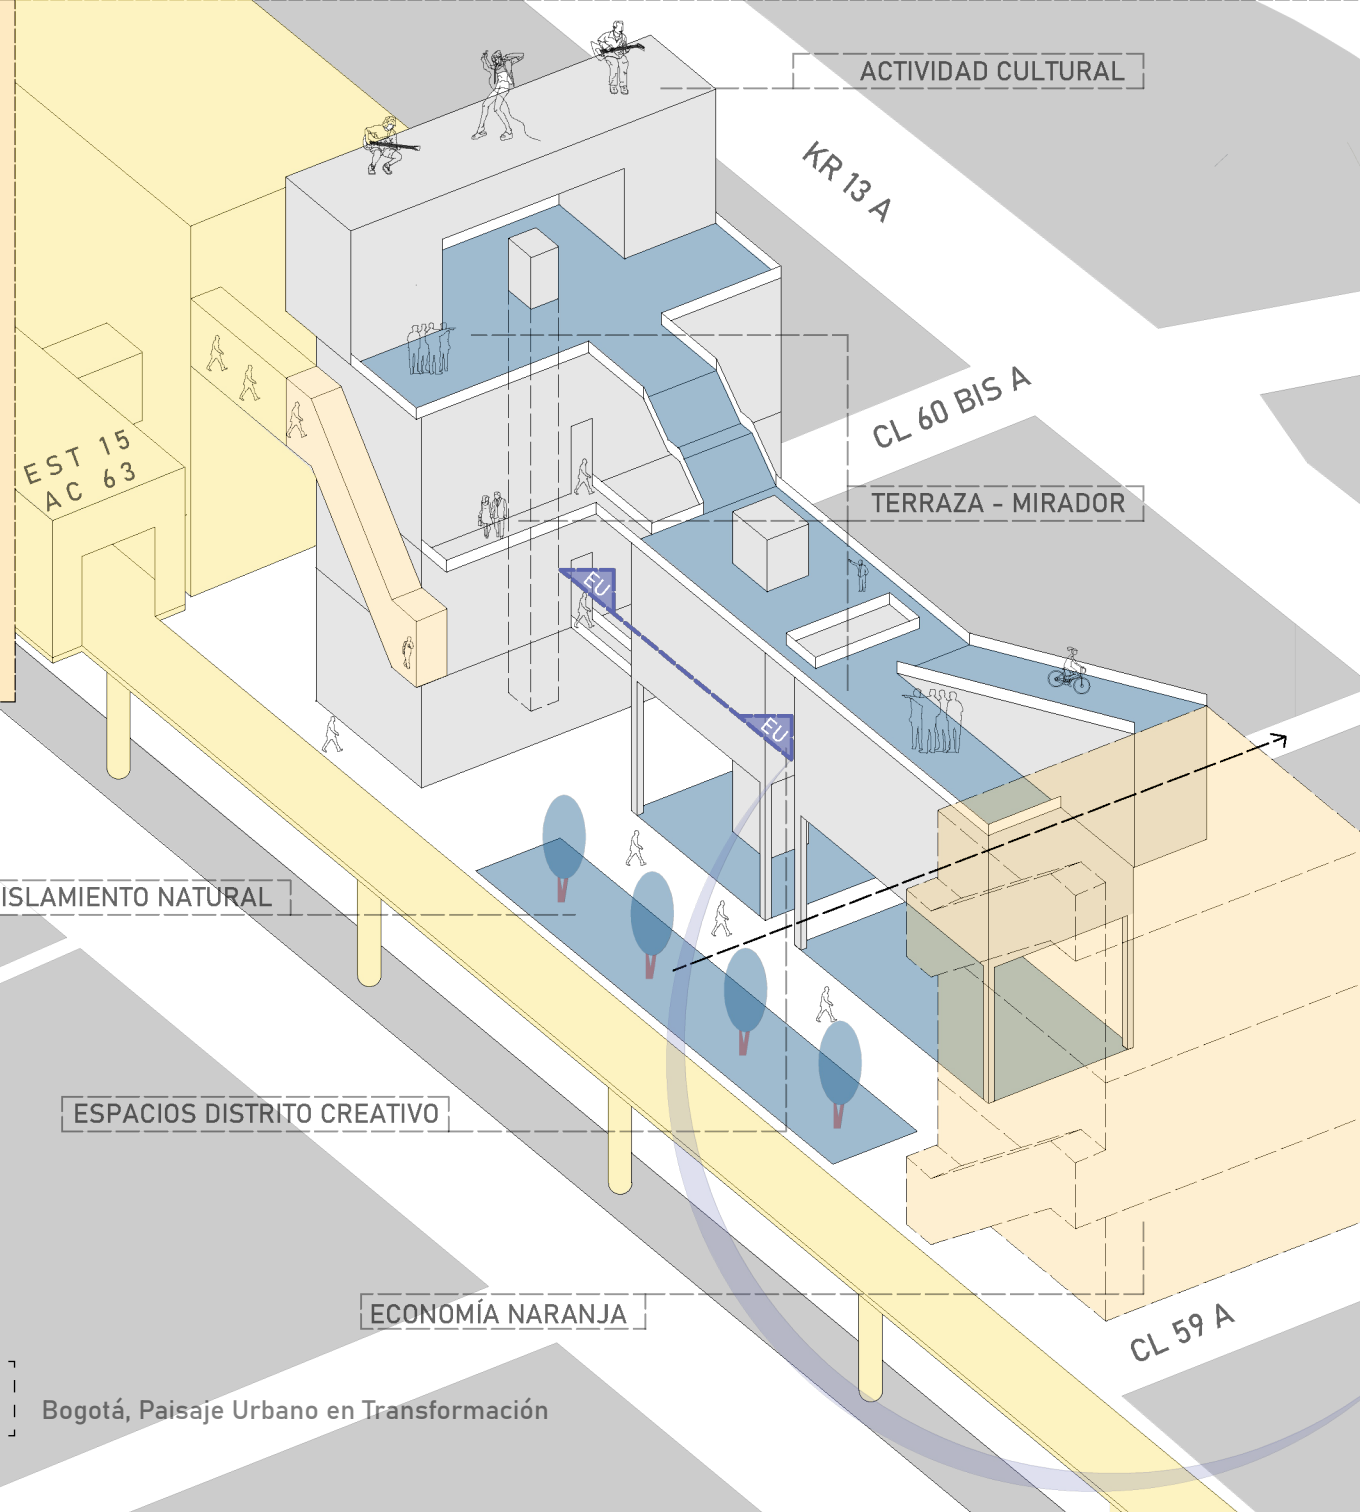 ACTIVIDAD CULTURAL
KR 13 A
CL 60 BIS A
EST 15
AC 63
TERRAZA - MIRADOR
EU
EU
ISLAMIENTO NATURAL
ESPACIOS DISTRITO CREATIVO
ECONOMÍA NARANJA
CL 59 A
Bogotá, Paisaje Urbano en Transformación